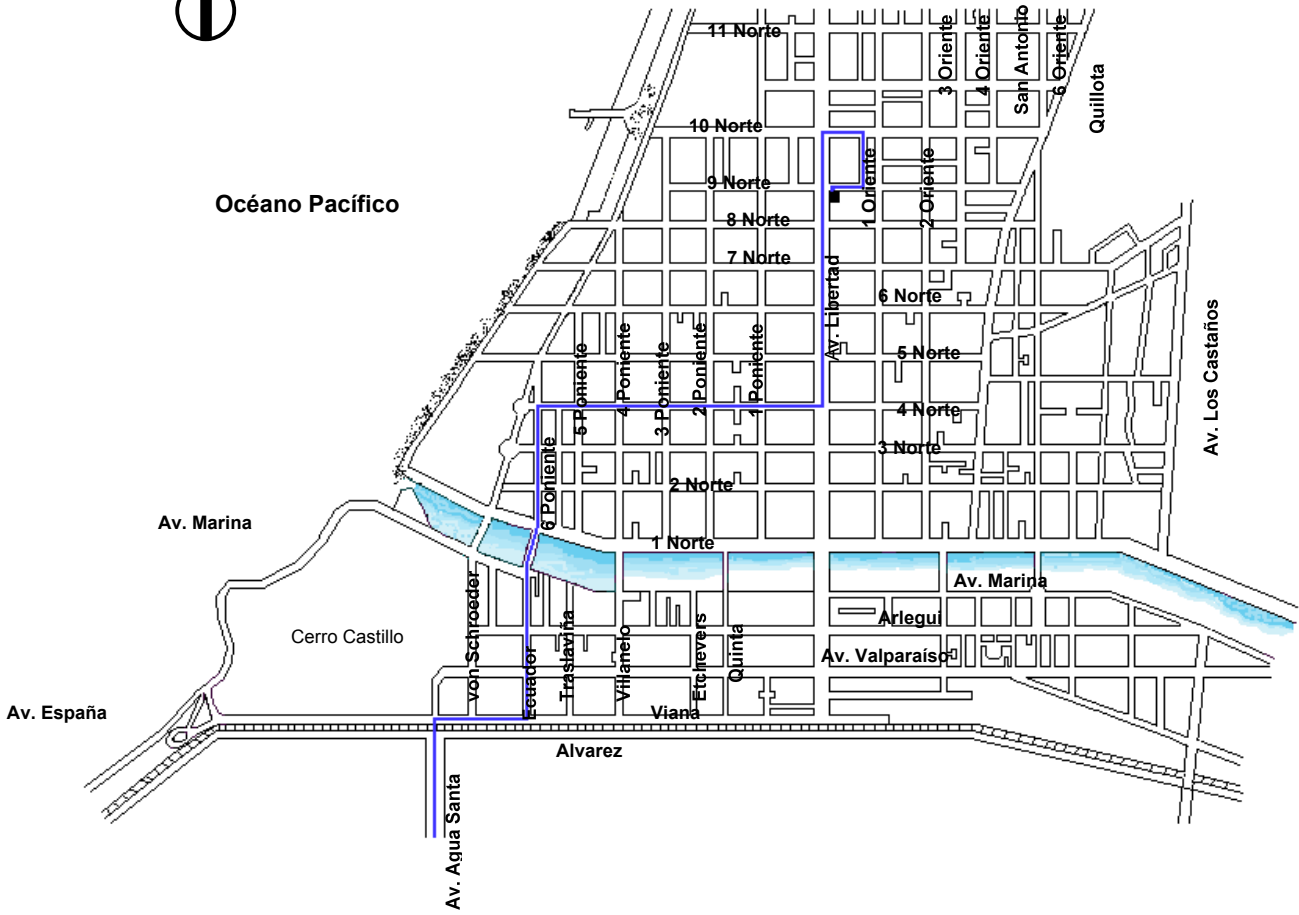 11 Norte
3 Oriente
4 Oriente
San Antonio
6 Oriente
Quillota
10 Norte
9 Norte
1 Oriente
2 Oriente
Océano Pacífico
8 Norte
7 Norte
Av. Libertad
6 Norte
5 Poniente
4 Poniente
3 Poniente
2 Poniente
1 Poniente
5 Norte
Av. Los Castaños
4 Norte
3 Norte
6 Poniente
2 Norte
Av. Marina
1 Norte
Av. Marina
von Schroeder
Ecuador
Traslaviña
Villanelo
Etchevers
Quinta
Arlegui
Cerro Castillo
Av. Valparaíso
Av. España
Viana
Alvarez
Av. Agua Santa